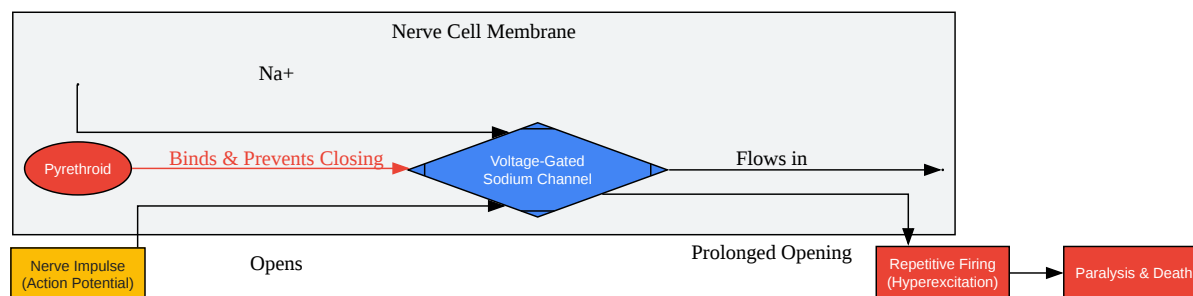 Nerve Cell Membrane
Na+
Pyrethroid
Binds & Prevents Closing
Voltage-Gated
Sodium Channel
Flows in
Nerve Impulse
(Action Potential)
Opens
Prolonged Opening
Repetitive Firing
(Hyperexcitation)
Paralysis & Death